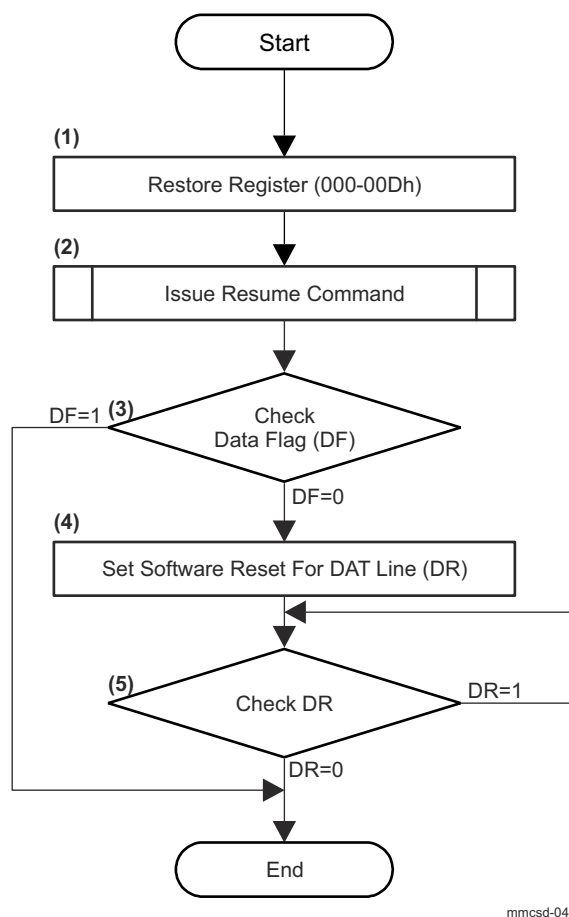 Start
(1)
Restore Register (000-00Dh)
(2)
Issue Resume Command
DF=1
(3)
Check
Data Flag (DF)
DF=0
(4)
Set Software Reset For DAT Line (DR)
(5)
Check DR
DR=1
DR=0
End
mmcsd-04